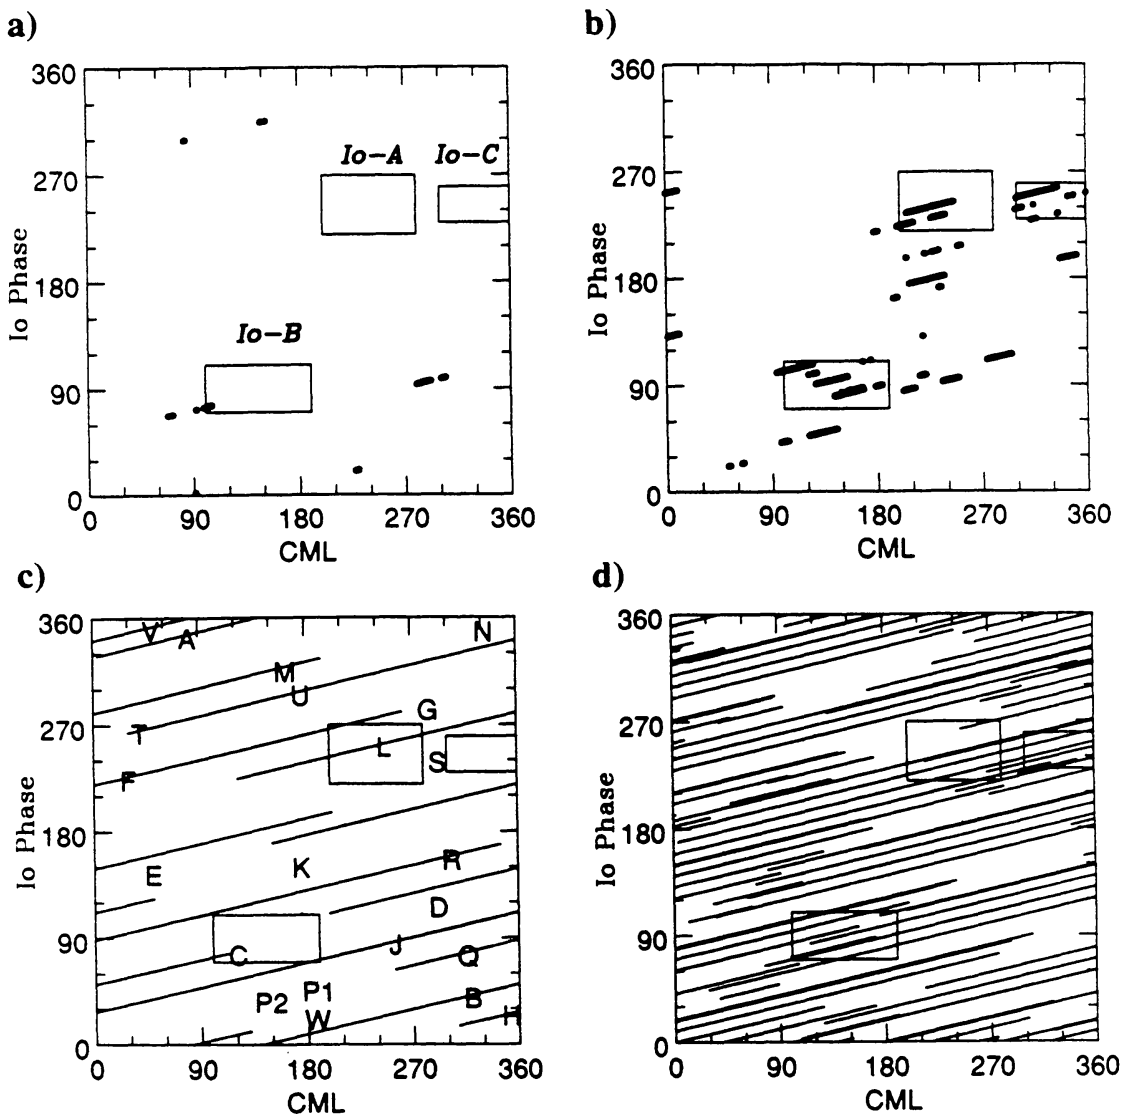 a)
360
270
180
90
0
Io Phase
Io-A
Io-C
Io-B
0 90 180 270 360
CML
b)
360
270
180
90
0
Io Phase
0 90 180 270 360
CML
c)
360
270
180
90
0
Io Phase
V A N
M
U
G
T
L
S
F
R
K
E
D
J
C
Q
P2 P1
B
W
H
0 90 180 270 360
CML
d)
360
270
180
90
0
Io Phase
0 90 180 270 360
CML